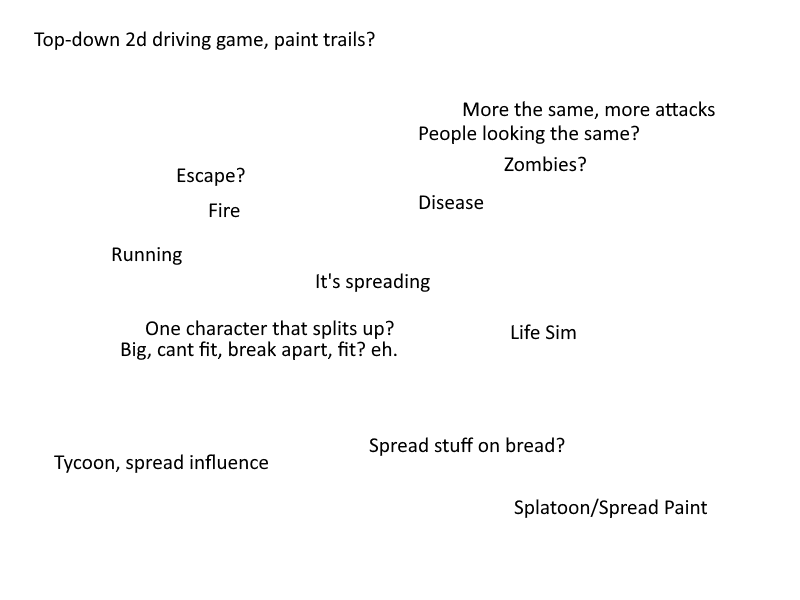 Top-down 2d driving game, paint trails?
More the same, more attacks
People looking the same?
Zombies?
Escape?
Disease
Fire
Running
It's spreading
One character that splits up?
Life Sim
Big, cant fit, break apart, fit? eh.
Spread stuff on bread?
Tycoon, spread influence
Splatoon/Spread Paint